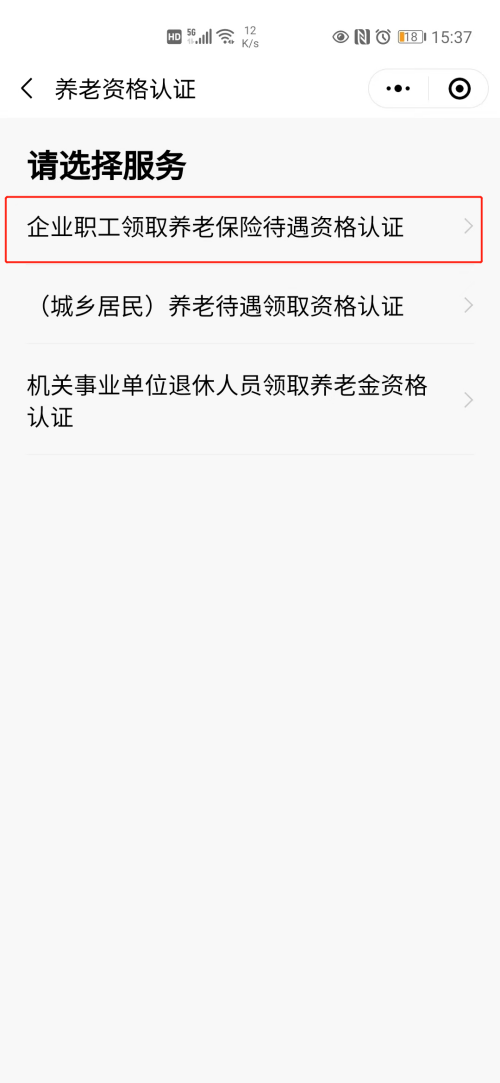 HD 5G 12 K/s 18 15:37
养老资格认证
请选择服务
企业职工领取养老保险待遇资格认证
（城乡居民）养老待遇领取资格认证
机关事业单位退休人员领取养老金资格
认证